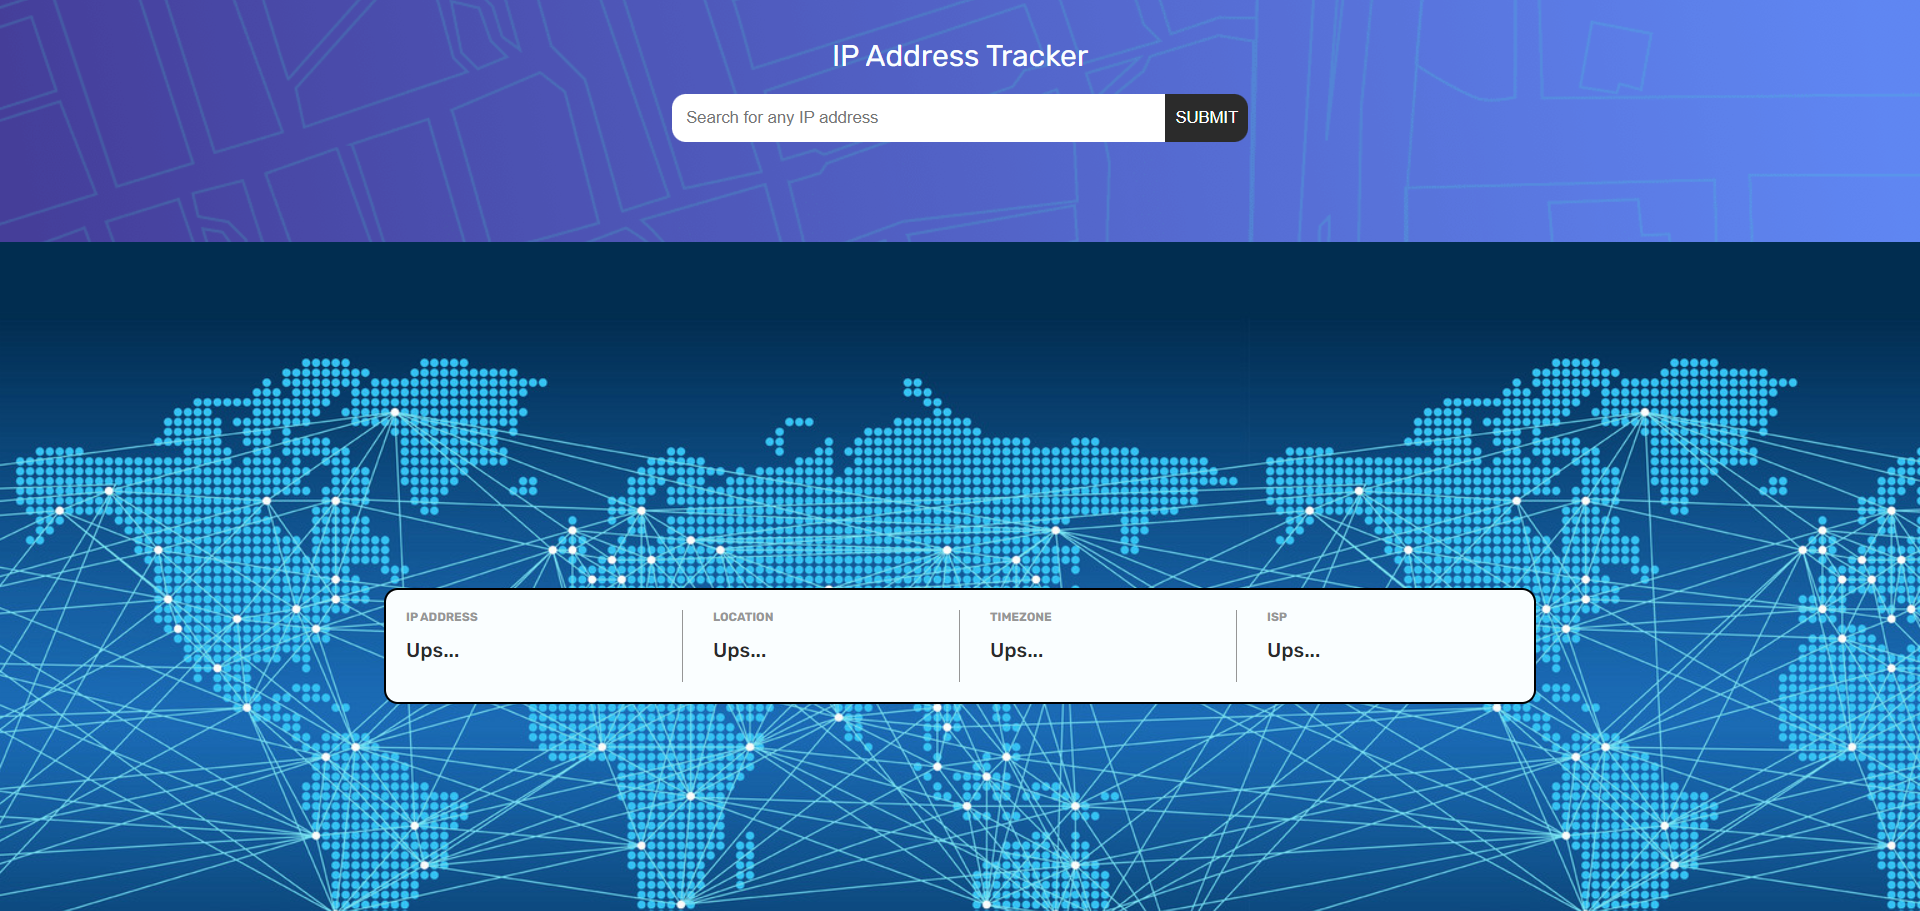 IP Address Tracker
Search for any IP address
SUBMIT
IP ADDRESS
Ups...
LOCATION
Ups...
TIMEZONE
Ups...
ISP
Ups...